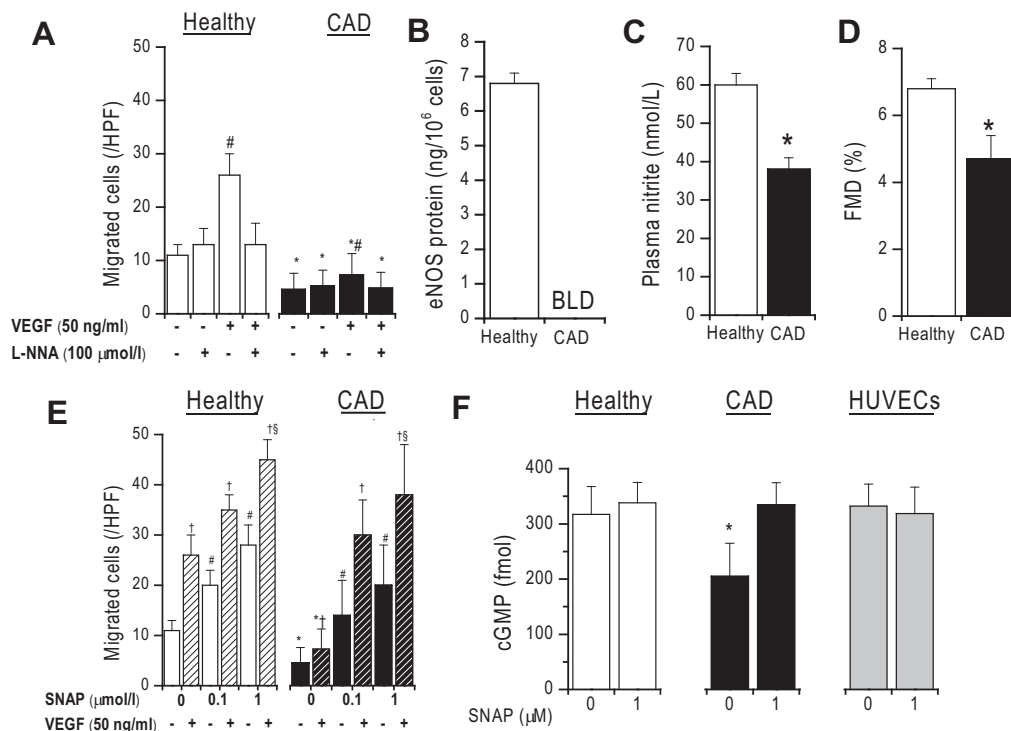 A
Healthy
CAD
Migrated cells (/HPF)
50
40
30
20
10
0
#
* * *# *
VEGF (50 ng/ml) - - + + - - + +
L-NNA (100 μmol/l) - + - + - + - +
B
eNOS protein (ng/10⁶ cells)
8
7
6
5
4
3
2
1
0
BLD
Healthy CAD
C
Plasma nitrite (nmol/L)
70
60
50
40
30
20
10
0
*
Healthy CAD
D
FMD (%)
8
6
4
2
0
*
Healthy CAD
E
Healthy
CAD
Migrated cells (/HPF)
50
40
30
20
10
0
† # † # †§
* *‡ # † # †§
SNAP (μmol/l) 0 0.1 1 0 0.1 1
VEGF (50 ng/ml) - + - + - + - + - + - +
F
Healthy
CAD
HUVECs
cGMP (fmol)
400
300
200
100
0
*
SNAP (μM) 0 1 0 1 0 1